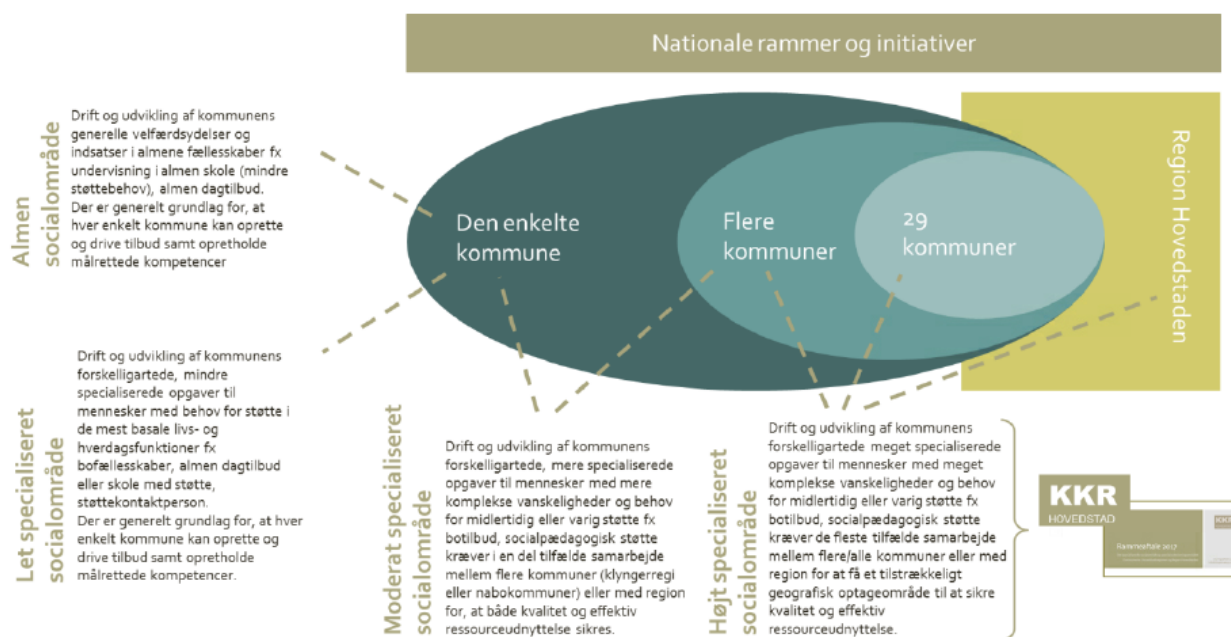 Nationale rammer og initiativer
Almen
socialområde
Drift og udvikling af kommunens
generelle velfærdsydelser og
indsatser i almene fællesskaber fx
undervisning i almen skole (mindre
støttebehov), almen dagtilbud.
Der er generelt grundlag for, at
hver enkelt kommune kan oprette
og drive tilbud samt opretholde
målrettede kompetencer
Den enkelte
kommune
Flere
kommuner
29
kommuner
Region Hovedstaden
Let specialiseret
socialområde
Drift og udvikling af kommunens
forskelligartede, mindre
specialiserede opgaver til
mennesker med behov for støtte i
de mest basale livs- og
hverdagsfunktioner fx
bofællesskaber, almen dagtilbud
eller skole med støtte,
støttekontaktperson.
Der er generelt grundlag for, at hver
enkelt kommune kan oprette og
drive tilbud samt opretholde
målrettede kompetencer.
Moderat specialiseret
socialområde
Drift og udvikling af kommunens
forskelligartede, mere specialiserede
opgaver til mennesker med mere
komplekse vanskeligheder og behov
for midlertidig eller varig støtte fx
botilbud, socialpædagogisk støtte
kræver i en del tilfælde samarbejde
mellem flere kommuner (klyngerregi
eller nabokommuner) eller med region
for, at både kvalitet og effektiv
ressourceudnyttelse sikres.
Højt specialiseret
socialområde
Drift og udvikling af kommunens
forskelligartede meget specialiserede
opgaver til mennesker med meget
komplekse vanskeligheder og behov
for midlertidig eller varig støtte fx
botilbud, socialpædagogisk støtte
kræver de fleste tilfælde samarbejde
mellem flere/alle kommuner eller med
region for at få et tilstrækkeligt
geografisk optageområde til at sikre
kvalitet og effektiv
ressourceudnyttelse.
KKR
HOVEDSTAD
Rammeaftale 2017